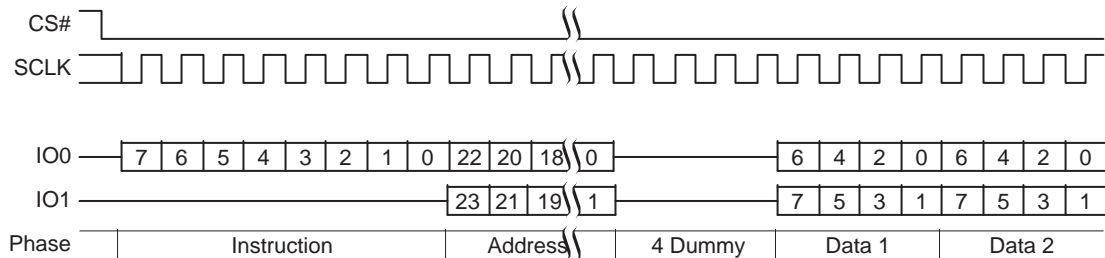 CS#
SCLK
IO0 7 6 5 4 3 2 1 0 22 20 18 0 6 4 2 0 6 4 2 0
IO1 23 21 19 1 7 5 3 1 7 5 3 1
Phase Instruction Address 4 Dummy Data 1 Data 2